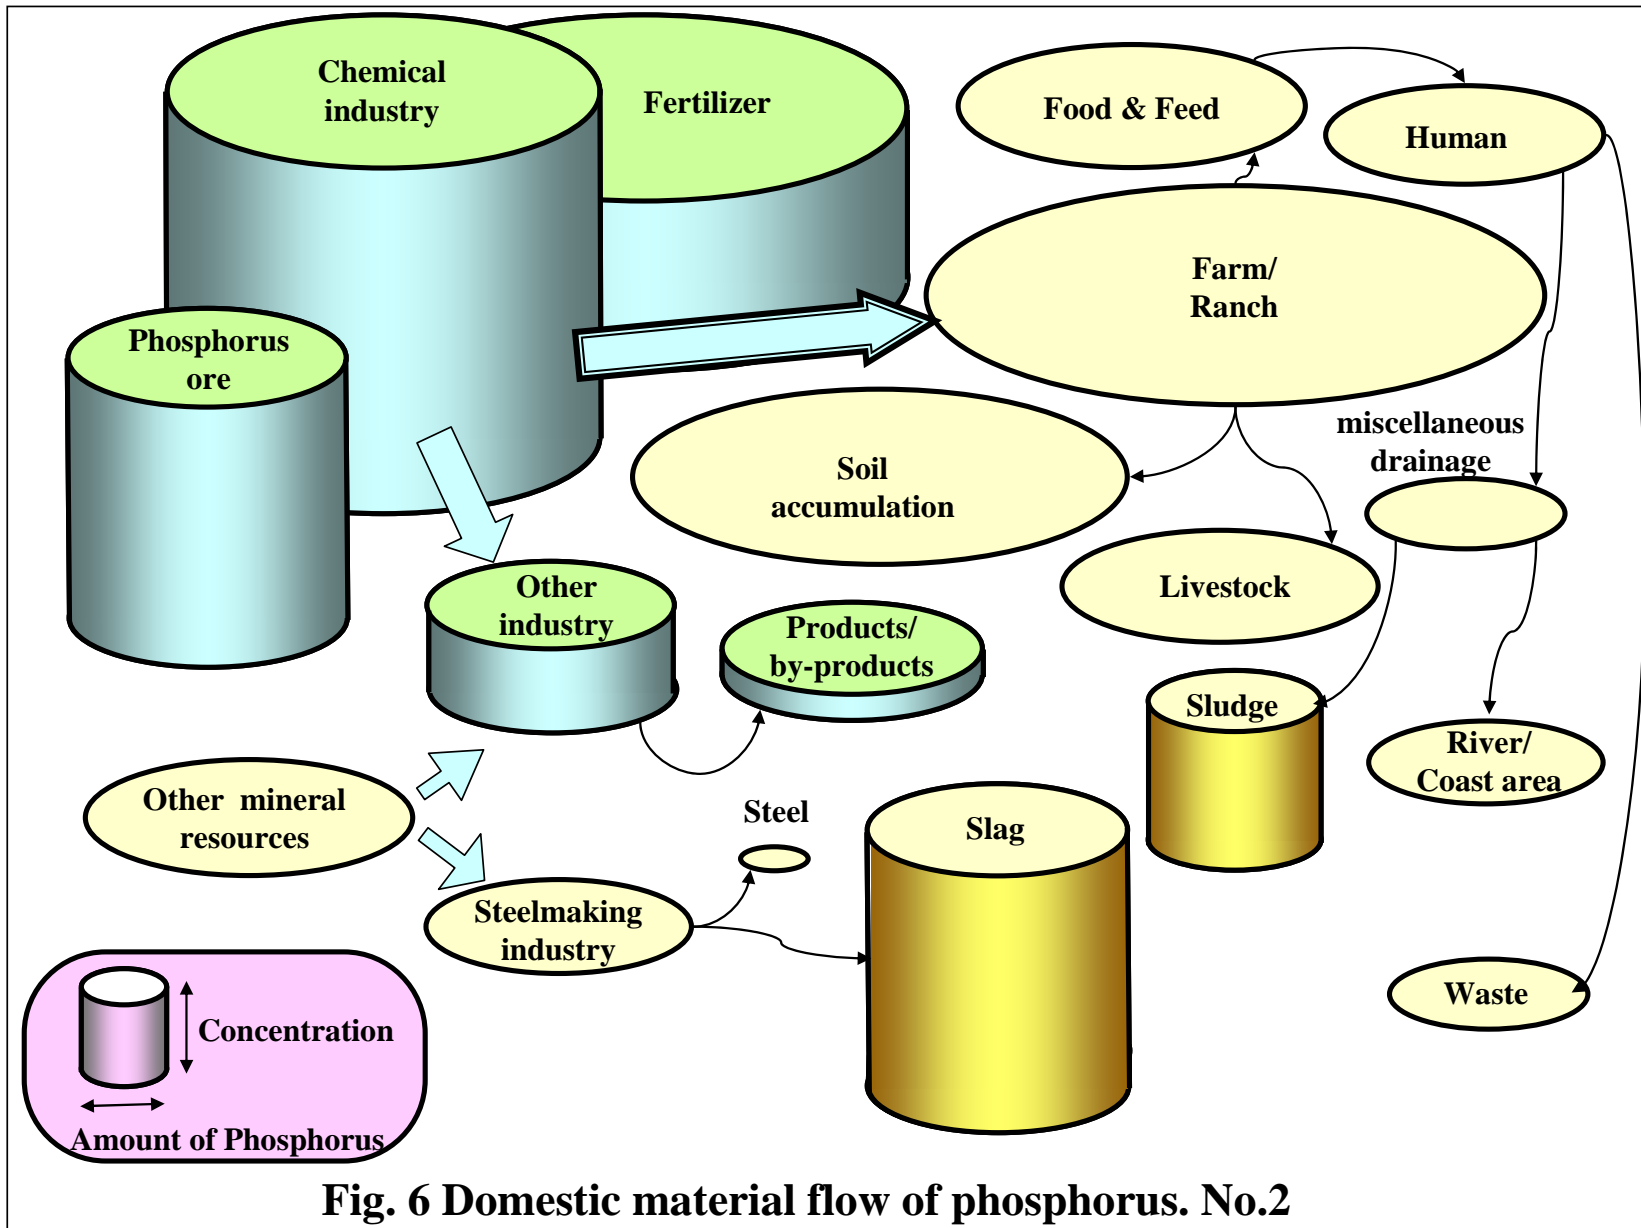 Chemical
industry
Fertilizer
Food & Feed
Human
Farm/
Ranch
Phosphorus
ore
miscellaneous
drainage
Soil
accumulation
Livestock
Other
industry
Products/
by-products
Sludge
River/
Coast area
Other mineral
resources
Steel
Slag
Steelmaking
industry
Waste
Concentration
Amount of Phosphorus
Fig. 6 Domestic material flow of phosphorus. No.2